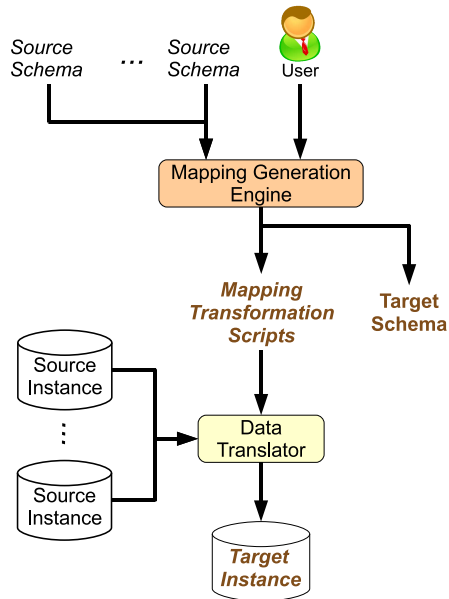 Source
Schema
...
Source
Schema
User
Mapping Generation
Engine
Mapping
Transformation
Scripts
Target
Schema
Source
Instance
...
Source
Instance
Data
Translator
Target
Instance